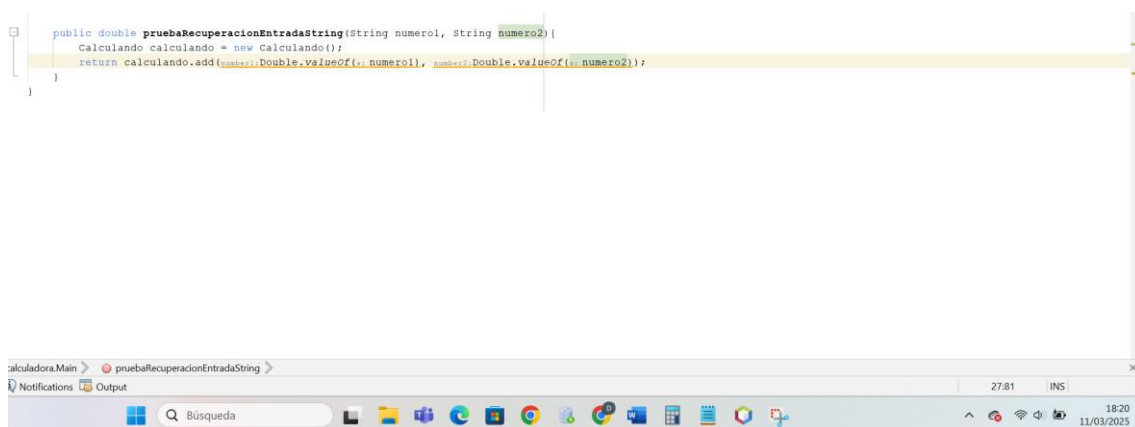 public double pruebaRecuperacionEntradaString(String numero1, String numero2){
Calculando calculando = new Calculando();
return calculando.add(number1:Double.valueOf(s: numero1), number2:Double.valueOf(s: numero2));
}
}
calculadora.Main
pruebaRecuperacionEntradaString
Notifications Output
27:81 INS
Búsqueda
18:20
11/03/2025